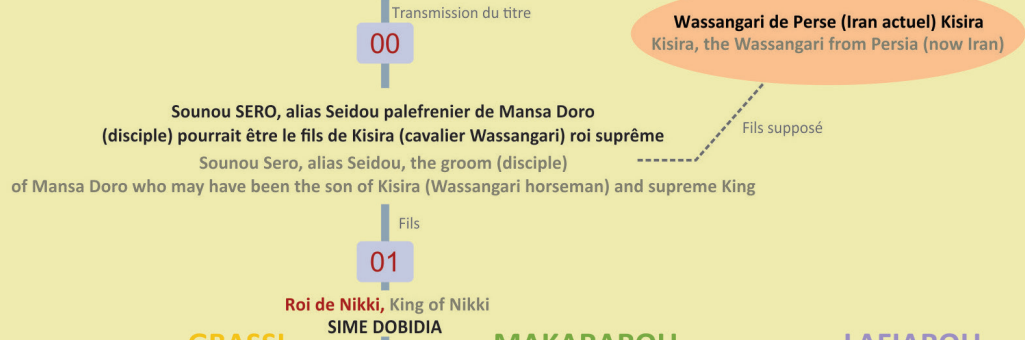 Transmission du titre
00
Wassangari de Perse (Iran actuel) Kisira
Kisira, the Wassangari from Persia (now Iran)
Sounou SERO, alias Seidou palefrenier de Mansa Doro
(disciple) pourrait être le fils de Kisira (cavalier Wassangari) roi suprême
Fils supposé
Sounou Sero, alias Seidou, the groom (disciple)
of Mansa Doro who may have been the son of Kisira (Wassangari horseman) and supreme King
Fils
01
Roi de Nikki, King of Nikki
SIME DOBIDIA
GRASSI MAKARAROU LAFIAROU